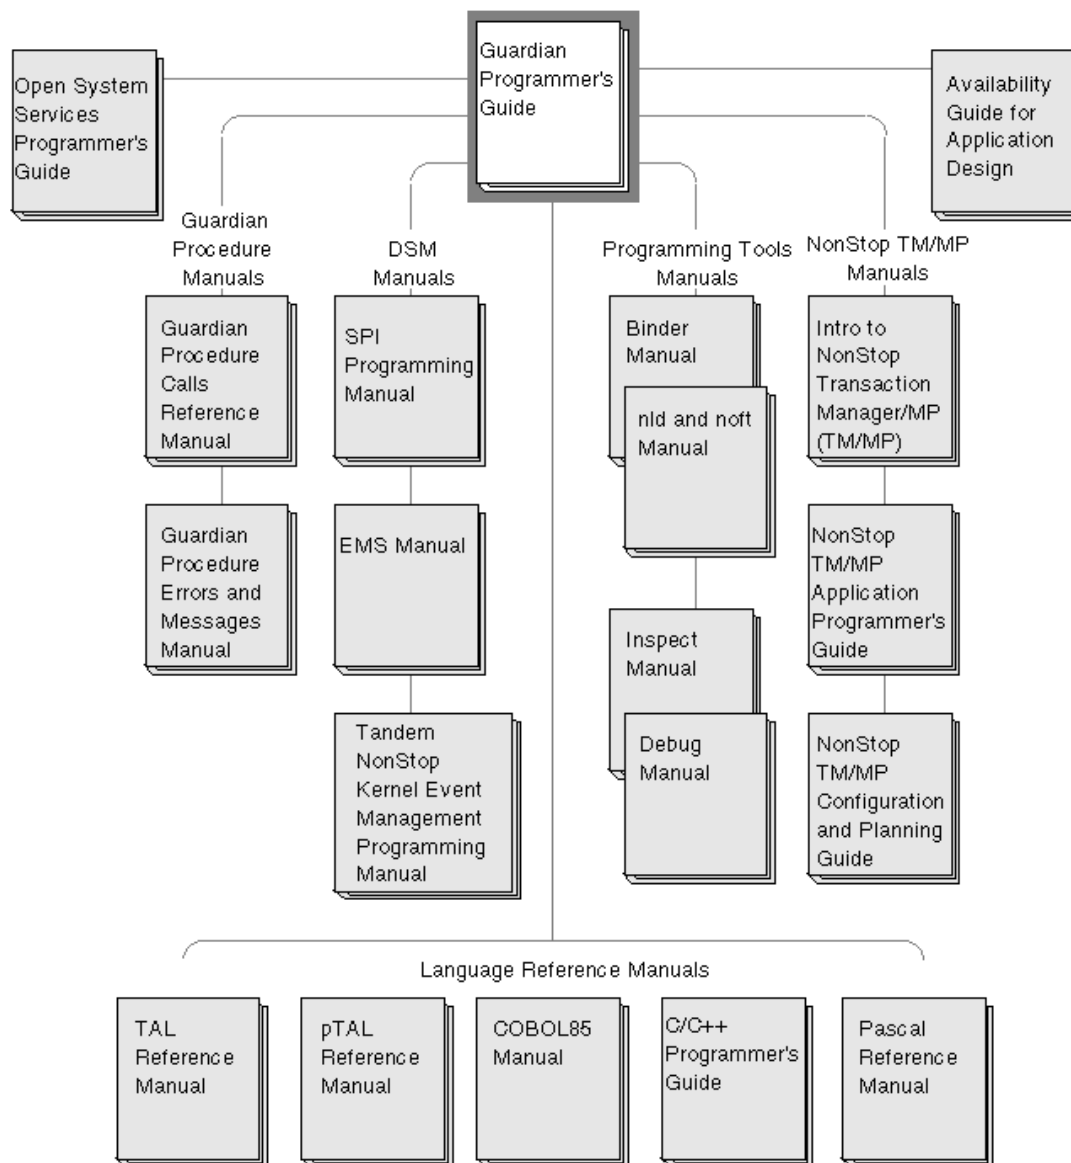 Guardian
Programmer's
Guide
Open System
Services
Programmer's
Guide
Availability
Guide for
Application
Design
Guardian
Procedure
Manuals
DSM
Manuals
Programming Tools
Manuals
NonStop TM/MP
Manuals
Guardian
Procedure
Calls
Reference
Manual
SPI
Programming
Manual
Binder
Manual
nld and noft
Manual
Intro to
NonStop
Transaction
Manager/MP
(TM/MP)
Guardian
Procedure
Errors and
Messages
Manual
EMS Manual
NonStop
TM/MP
Application
Programmer's
Guide
Inspect
Manual
Tandem
NonStop
Kernel Event
Management
Programming
Manual
Debug
Manual
NonStop
TM/MP
Configuration
and Planning
Guide
Language Reference Manuals
TAL
Reference
Manual
pTAL
Reference
Manual
COBOL85
Manual
C/C++
Programmer's
Guide
Pascal
Reference
Manual